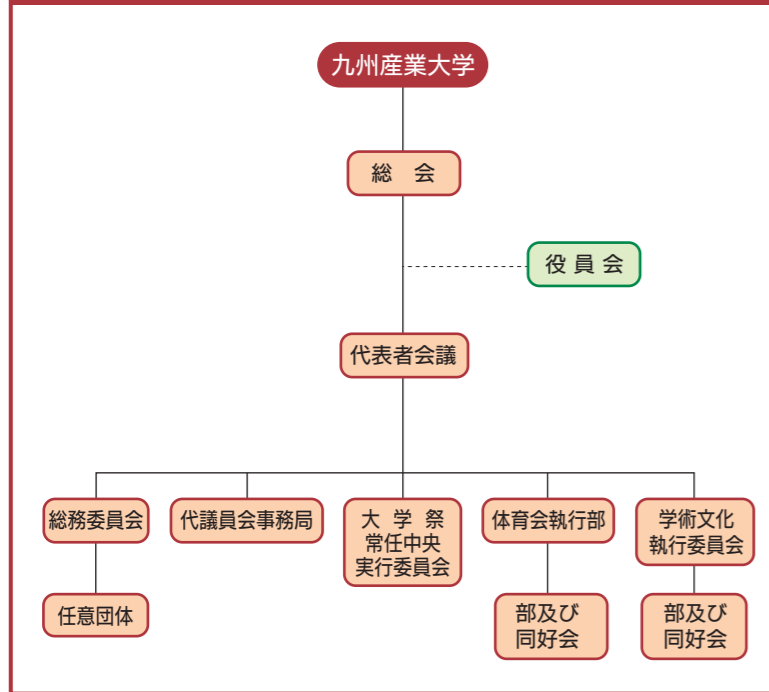 九州産業大学
総　会
役 員 会
代表者会議
総務委員会
代議員会事務局
大 学 祭
常任中央
実行委員会
体育会執行部
学術文化
執行委員会
任意団体
部及び
同好会
部及び
同好会